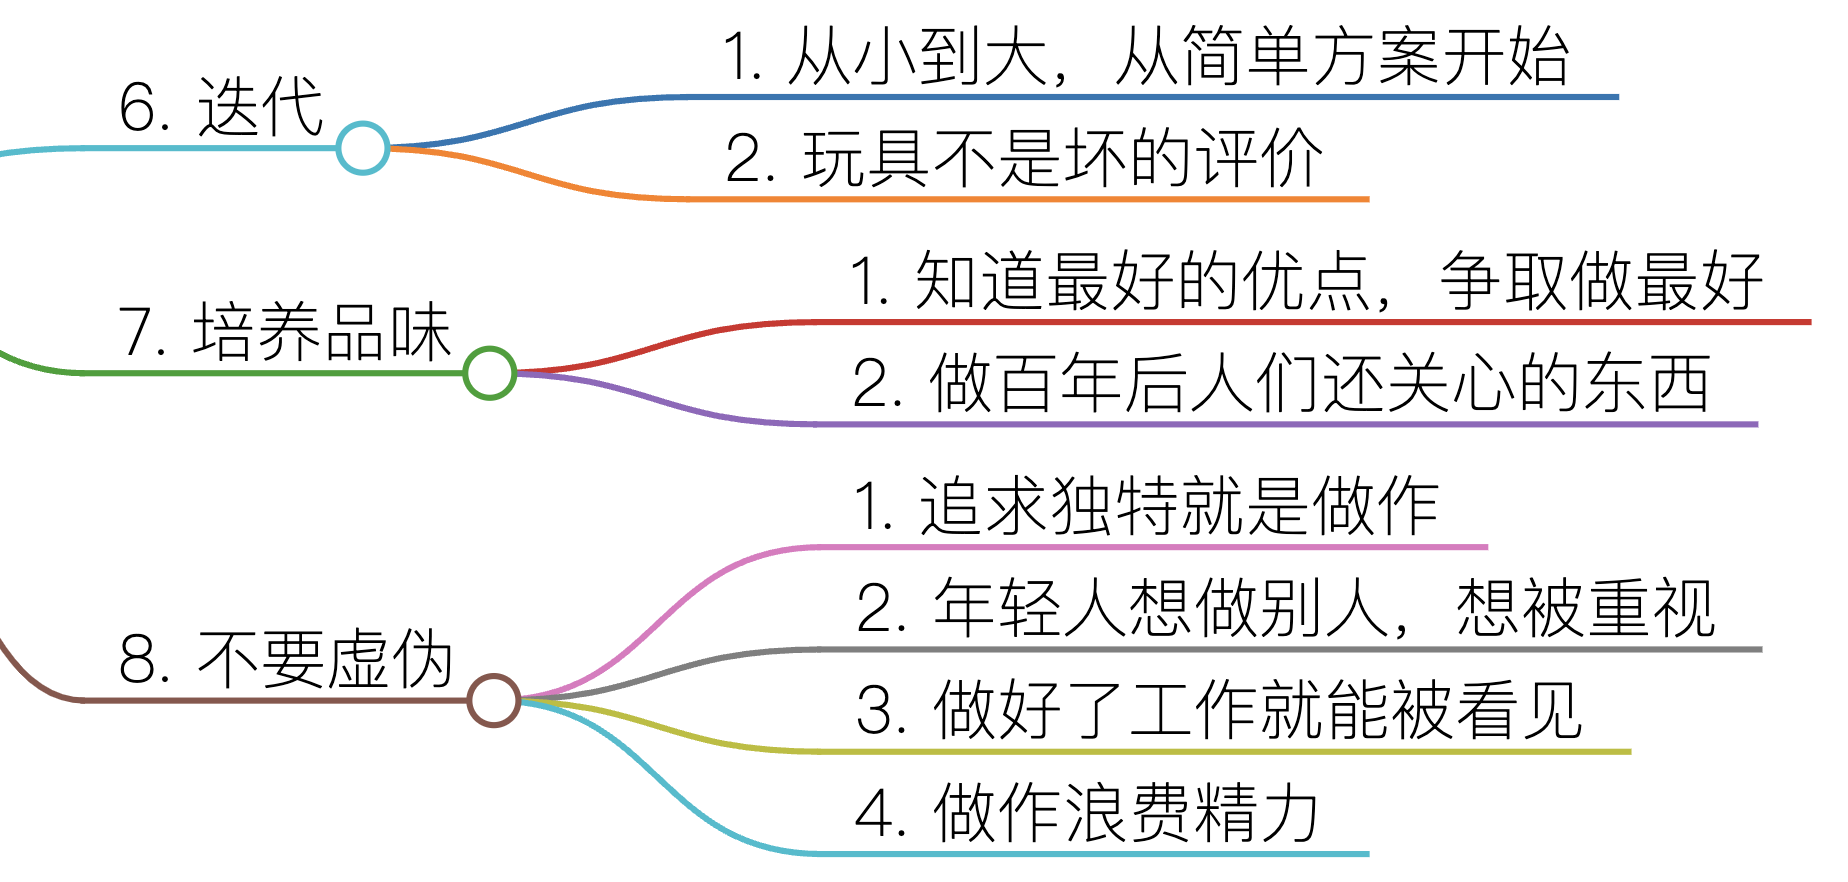 6. 迭代
1. 从小到大，从简单方案开始
2. 玩具不是坏的评价
7. 培养品味
1. 知道最好的优点，争取做最好
2. 做百年后人们还关心的东西
8. 不要虚伪
1. 追求独特就是做作
2. 年轻人想做别人，想被重视
3. 做好了工作就能被看见
4. 做作浪费精力